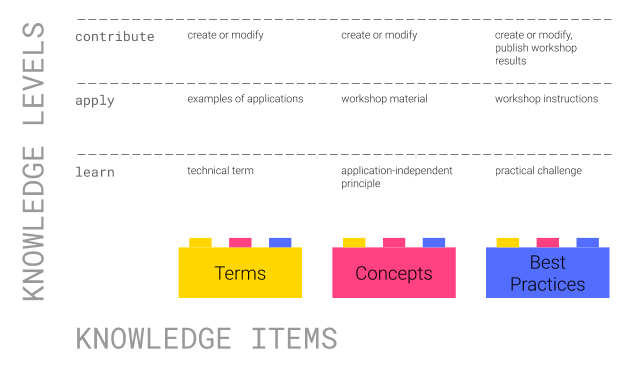 KNOWLEDGE LEVELS
contribute
create or modify
create or modify
create or modify,
publish workshop
results
apply
examples of applications
workshop material
workshop instructions
learn
technical term
application-independent
principle
practical challenge
Terms
Concepts
Best
Practices
KNOWLEDGE ITEMS